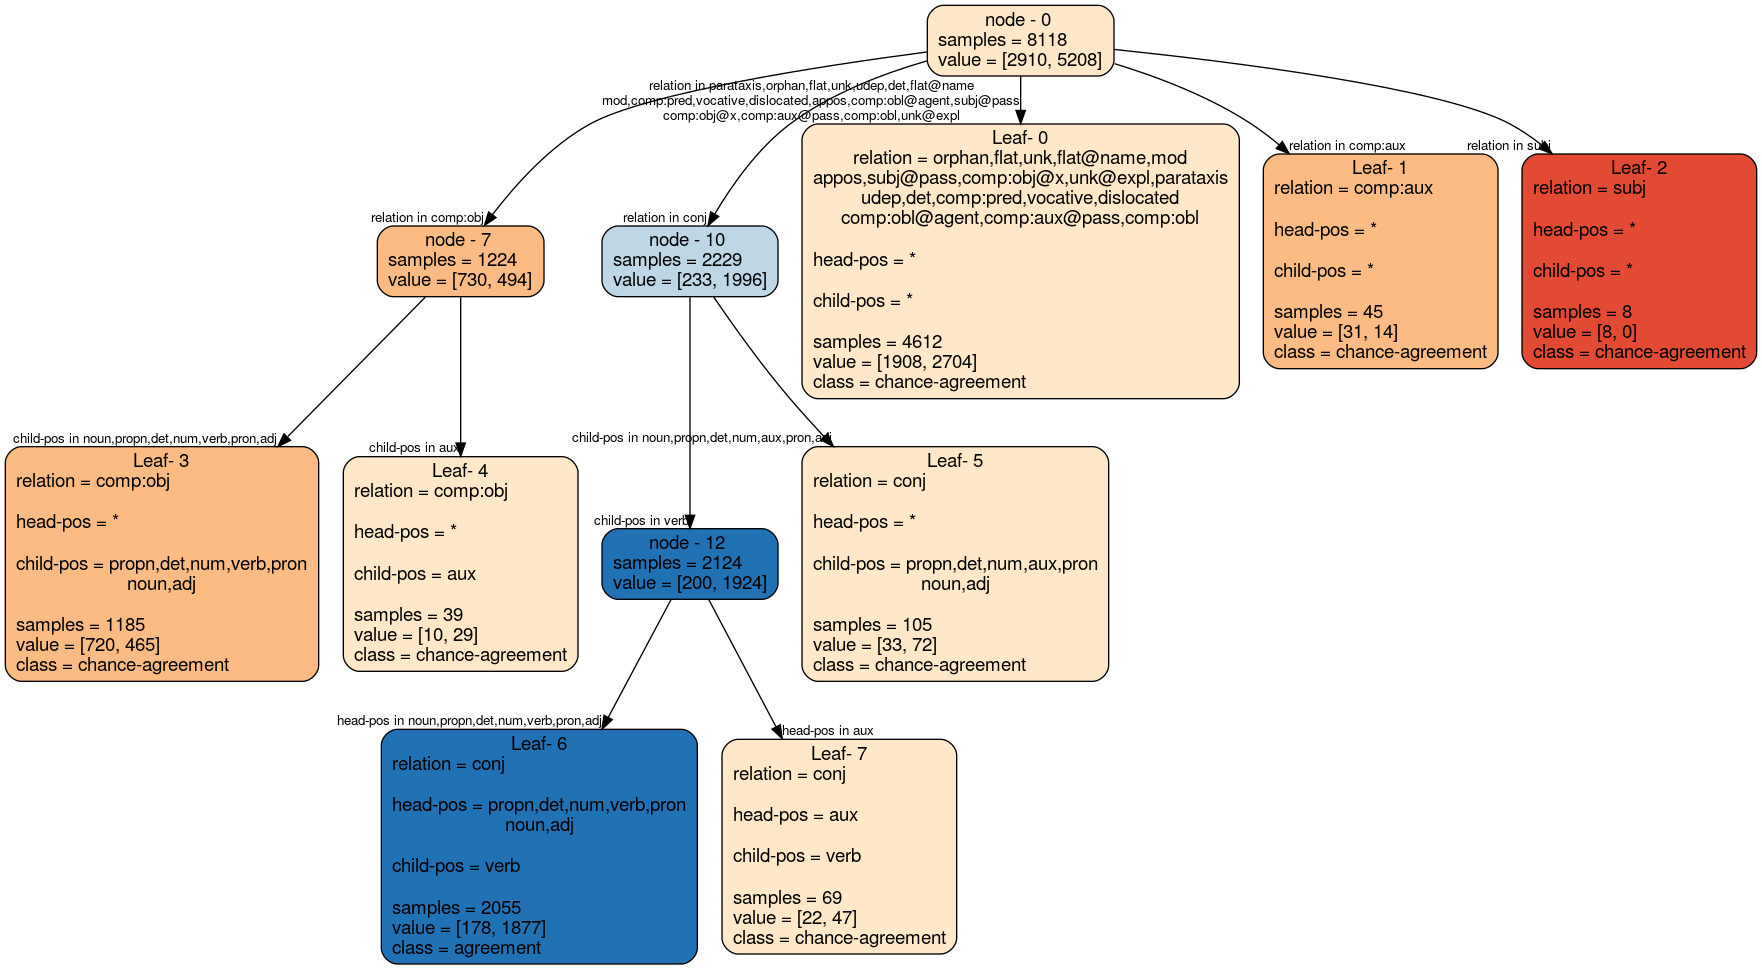 node - 0
samples = 8118
value = [2910, 5208]
relation in parataxis,orphan,flat,unk,udep,det,flat@name
mod,comp:pred,vocative,dislocated,appos,comp:obl@agent,subj@pass
comp:obj@x,comp:aux@pass,comp:obl,unk@expl
relation in comp:obj
relation in conj
relation in comp:aux
relation in subj
node - 7
samples = 1224
value = [730, 494]
node - 10
samples = 2229
value = [233, 1996]
Leaf- 0
relation = orphan,flat,unk,flat@name,mod
appos,subj@pass,comp:obj@x,unk@expl,parataxis
udep,det,comp:pred,vocative,dislocated
comp:obl@agent,comp:aux@pass,comp:obl
head-pos = *
child-pos = *
samples = 4612
value = [1908, 2704]
class = chance-agreement
Leaf- 1
relation = comp:aux
head-pos = *
child-pos = *
samples = 45
value = [31, 14]
class = chance-agreement
Leaf- 2
relation = subj
head-pos = *
child-pos = *
samples = 8
value = [8, 0]
class = chance-agreement
child-pos in noun,propn,det,num,verb,pron,adj
child-pos in aux
child-pos in verb
child-pos in noun,propn,det,num,aux,pron,adj
Leaf- 3
relation = comp:obj
head-pos = *
child-pos = propn,det,num,verb,pron
noun,adj
samples = 1185
value = [720, 465]
class = chance-agreement
Leaf- 4
relation = comp:obj
head-pos = *
child-pos = aux
samples = 39
value = [10, 29]
class = chance-agreement
node - 12
samples = 2124
value = [200, 1924]
Leaf- 5
relation = conj
head-pos = *
child-pos = propn,det,num,aux,pron
noun,adj
samples = 105
value = [33, 72]
class = chance-agreement
head-pos in noun,propn,det,num,verb,pron,adj
head-pos in aux
Leaf- 6
relation = conj
head-pos = propn,det,num,verb,pron
noun,adj
child-pos = verb
samples = 2055
value = [178, 1877]
class = agreement
Leaf- 7
relation = conj
head-pos = aux
child-pos = verb
samples = 69
value = [22, 47]
class = chance-agreement